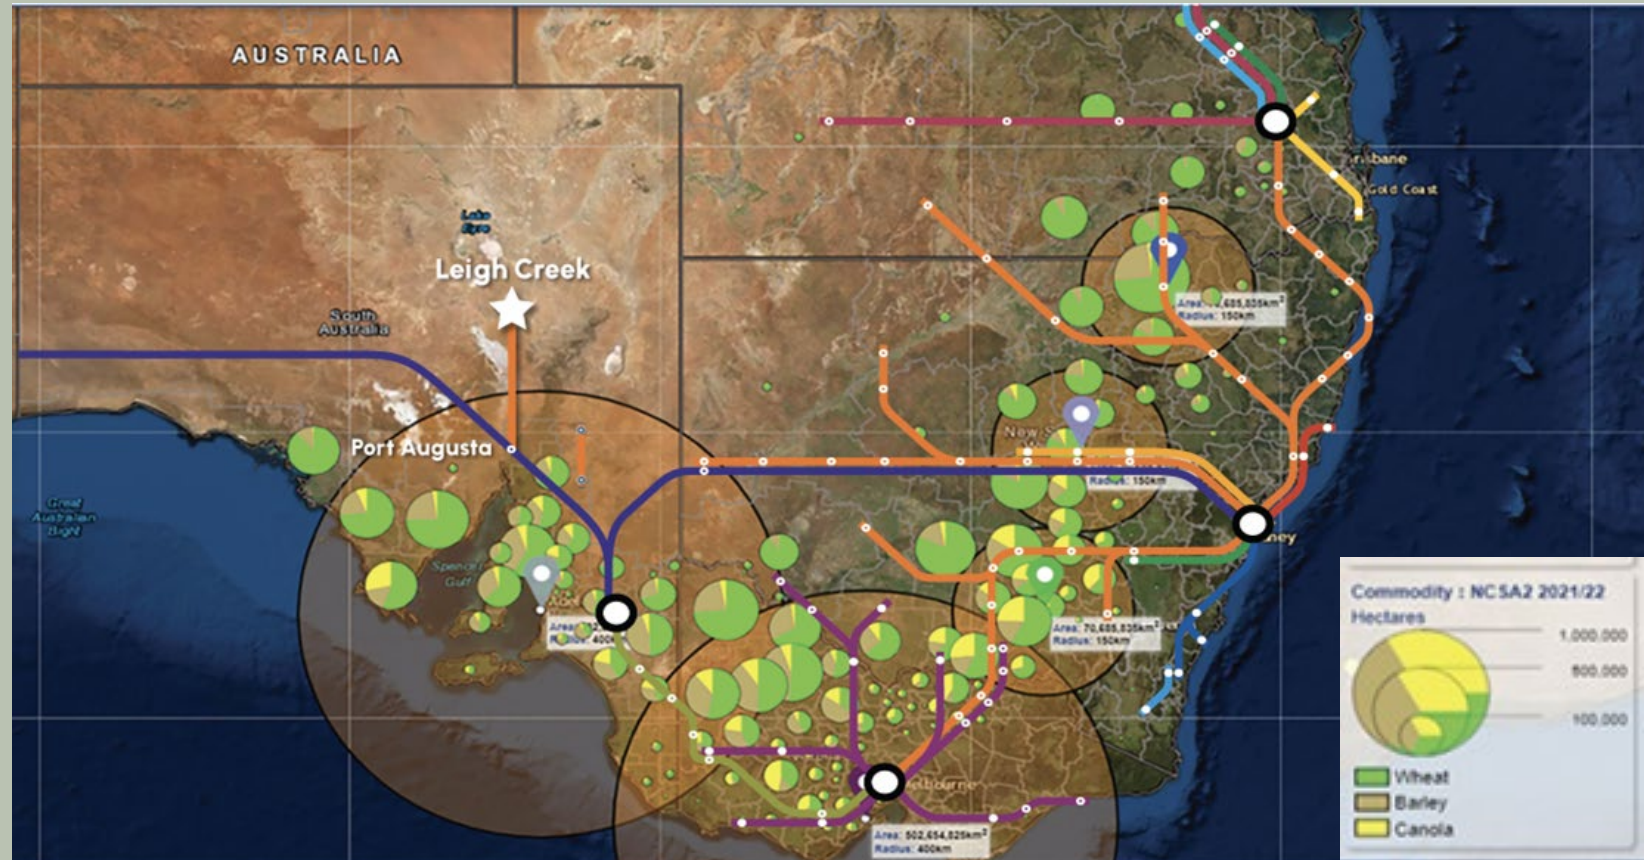 AUSTRALIA
Lake
Eyre
Leigh Creek
South
Australia
Port Augusta
Great
Australian
Bight
Spencer
Gulf
Gold Coast
Radius: 150km
Radius: 150km
Area: 70,685,835km²
Radius: 150km
Area: 502,654,825km²
Radius: 400km
Commodity : NCSA2 2021/22
Hectares
1,000,000
500,000
100,000
Wheat
Barley
Canola